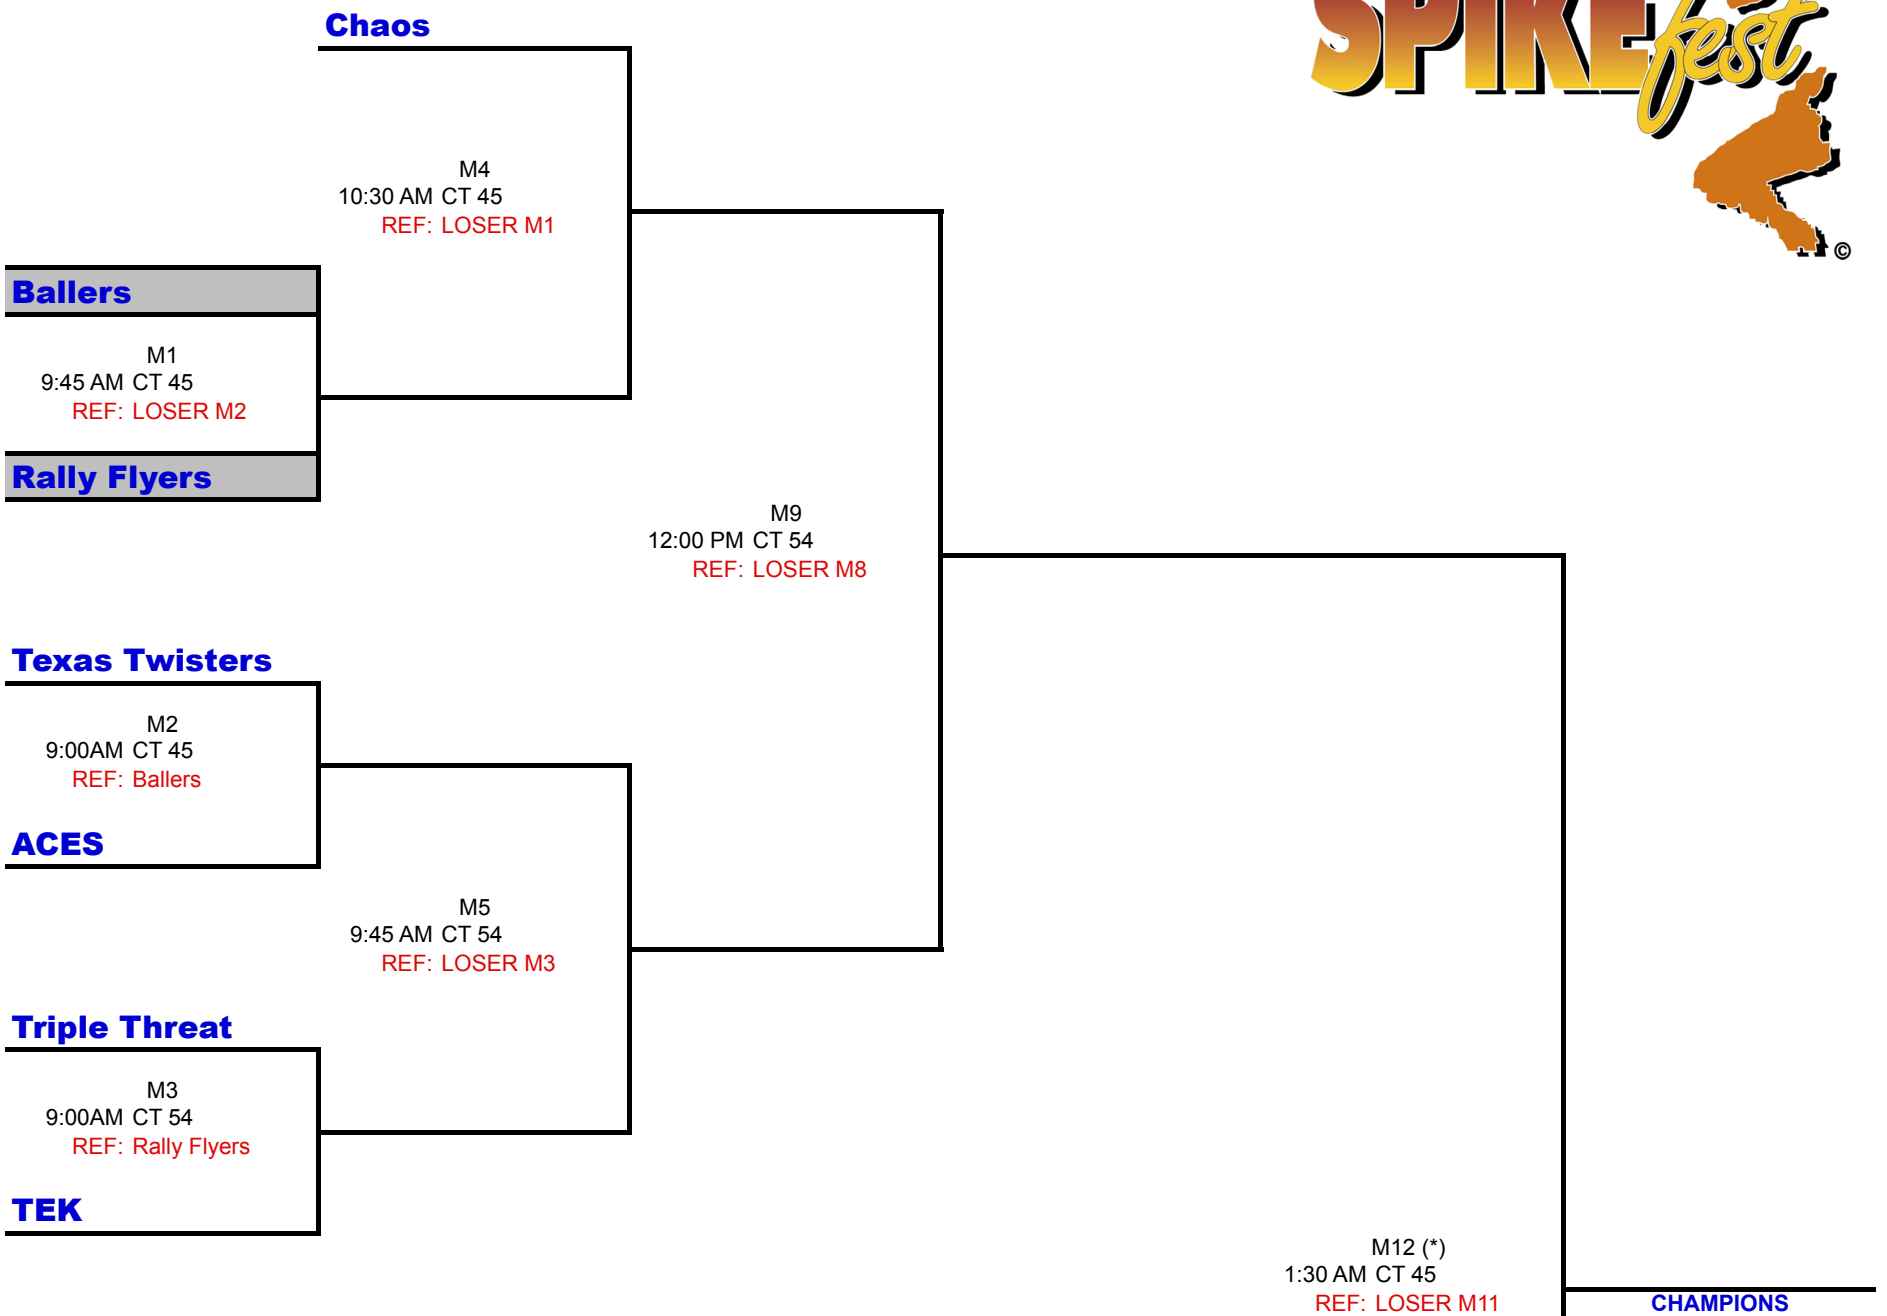 SPIKE fest
©
Chaos
M4
10:30 AM CT 45
REF: LOSER M1
Ballers
M1
9:45 AM CT 45
REF: LOSER M2
Rally Flyers
M9
12:00 PM CT 54
REF: LOSER M8
Texas Twisters
M2
9:00AM CT 45
REF: Ballers
ACES
M5
9:45 AM CT 54
REF: LOSER M3
Triple Threat
M3
9:00AM CT 54
REF: Rally Flyers
TEK
M12 (*)
1:30 AM CT 45
REF: LOSER M11
CHAMPIONS